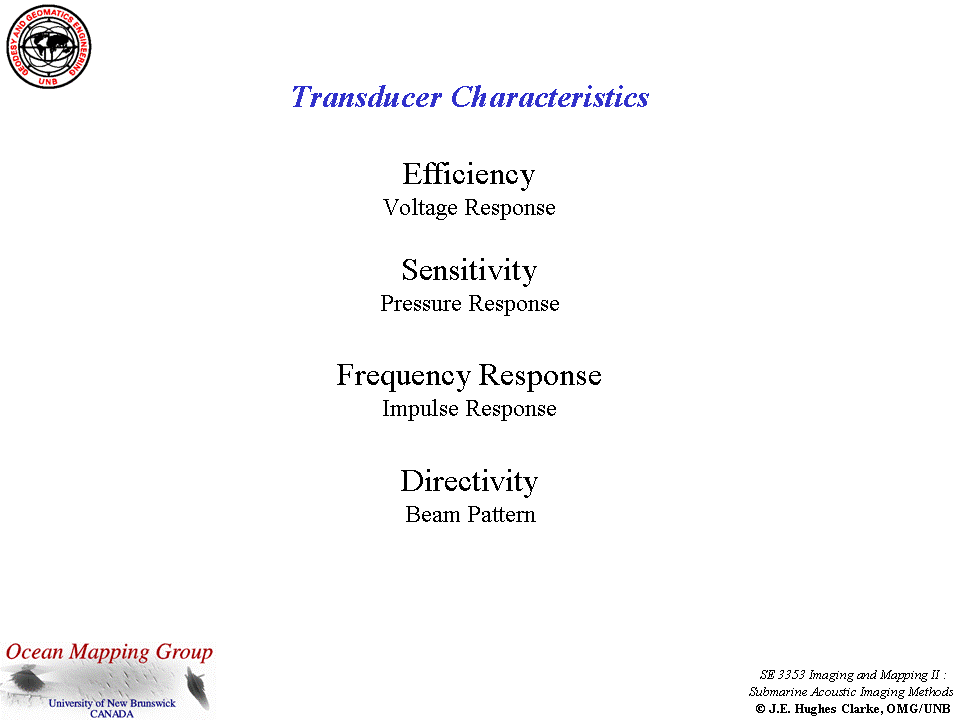 GEODESY AND GEOMATICS ENGINEERING
UNB
Transducer Characteristics
Efficiency
Voltage Response
Sensitivity
Pressure Response
Frequency Response
Impulse Response
Directivity
Beam Pattern
Ocean Mapping Group
University of New Brunswick
CANADA
SE 3353 Imaging and Mapping II :
Submarine Acoustic Imaging Methods
© J.E. Hughes Clarke, OMG/UNB